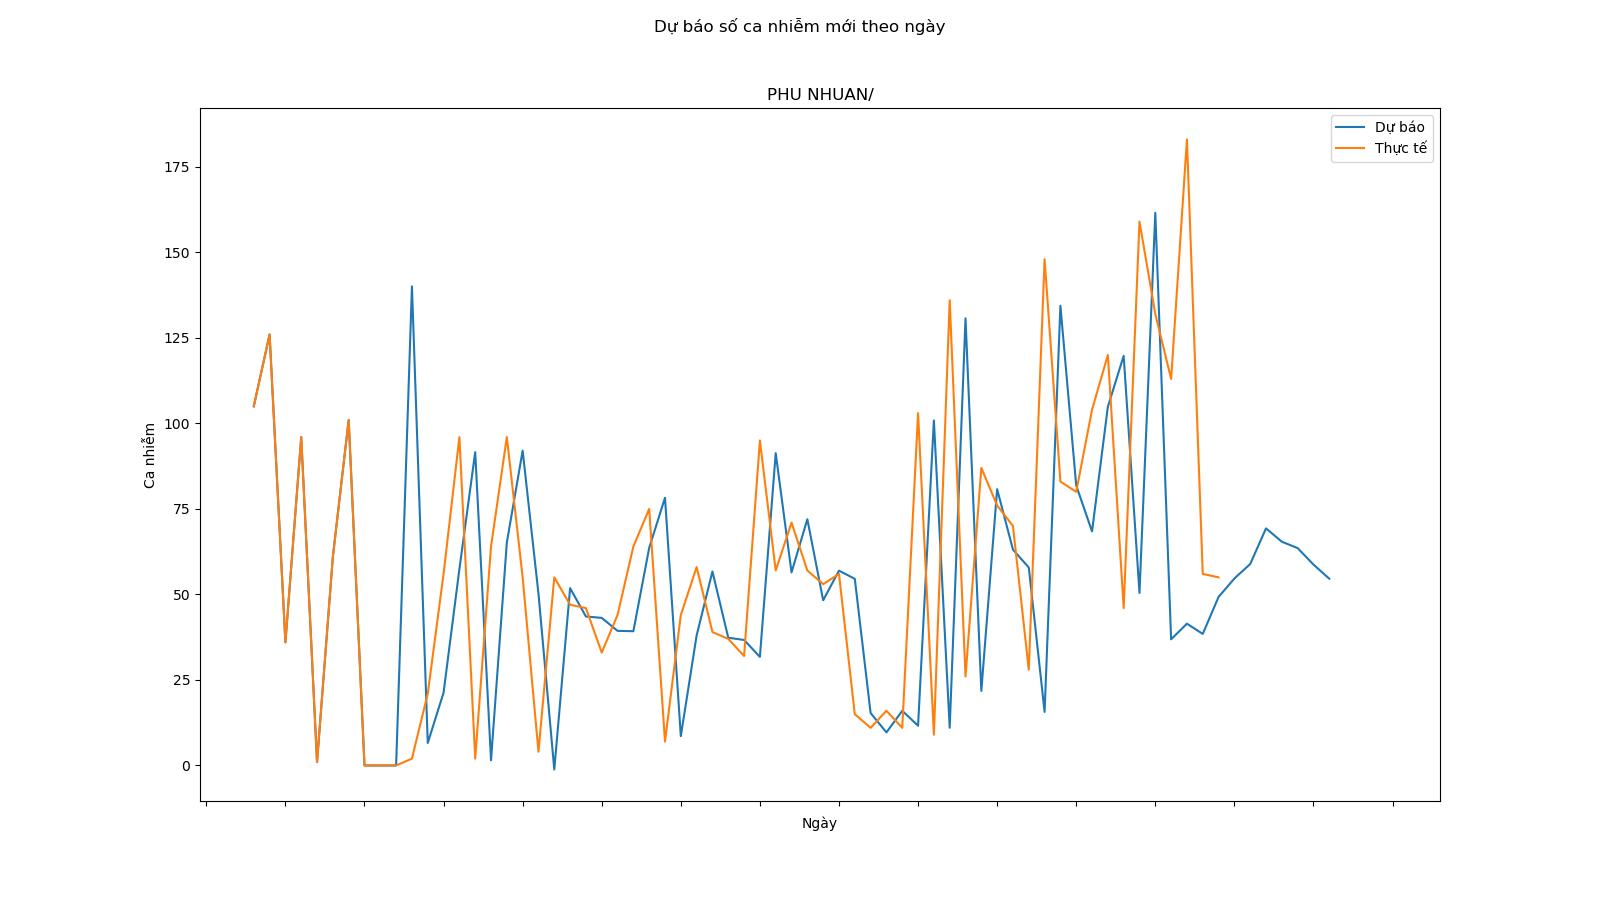 Dự báo số ca nhiễm mới theo ngày
PHU NHUAN/
Dự báo
Thực tế
175
150
125
100
75
50
25
0
Ca nhiễm
Ngày